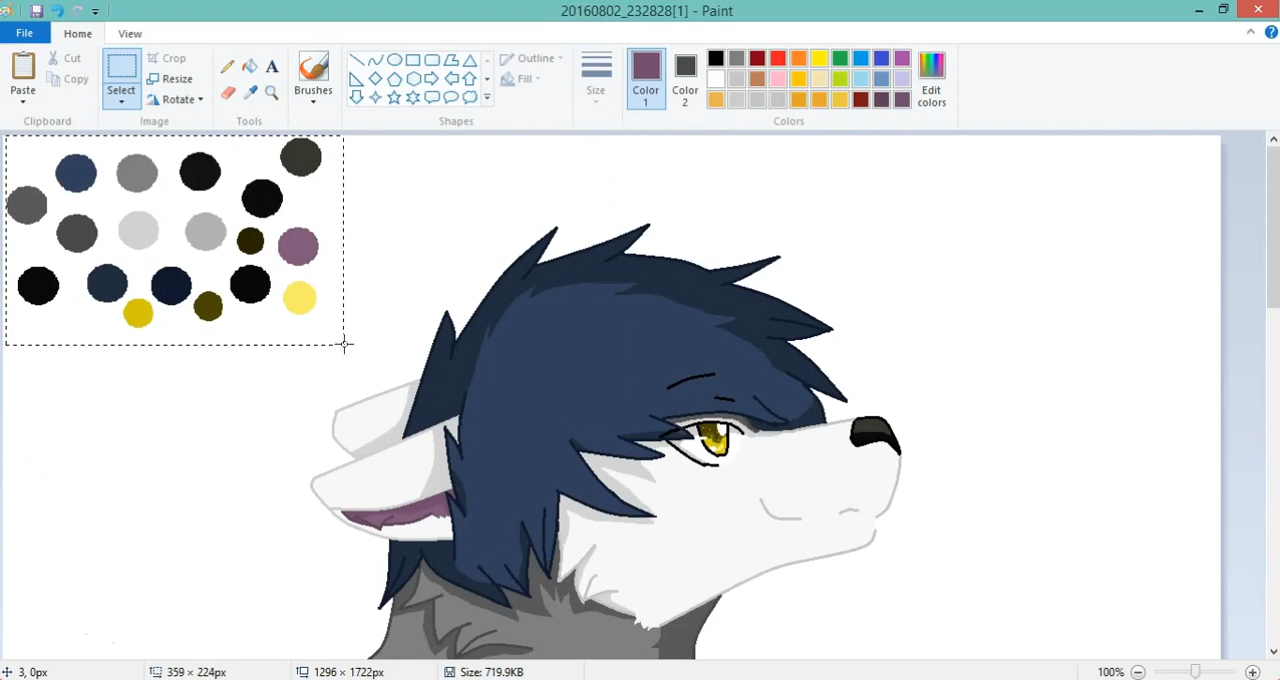 20160802_232828[1] - Paint
File
Home
View
Paste
Cut
Copy
Clipboard
Select
Crop
Resize
Rotate
Image
A
Tools
Brushes
Outline
Fill
Shapes
Size
Color
1
Color
2
Edit
colors
Colors
3, 0px
359 × 224px
1296 × 1722px
Size: 719.9KB
100%